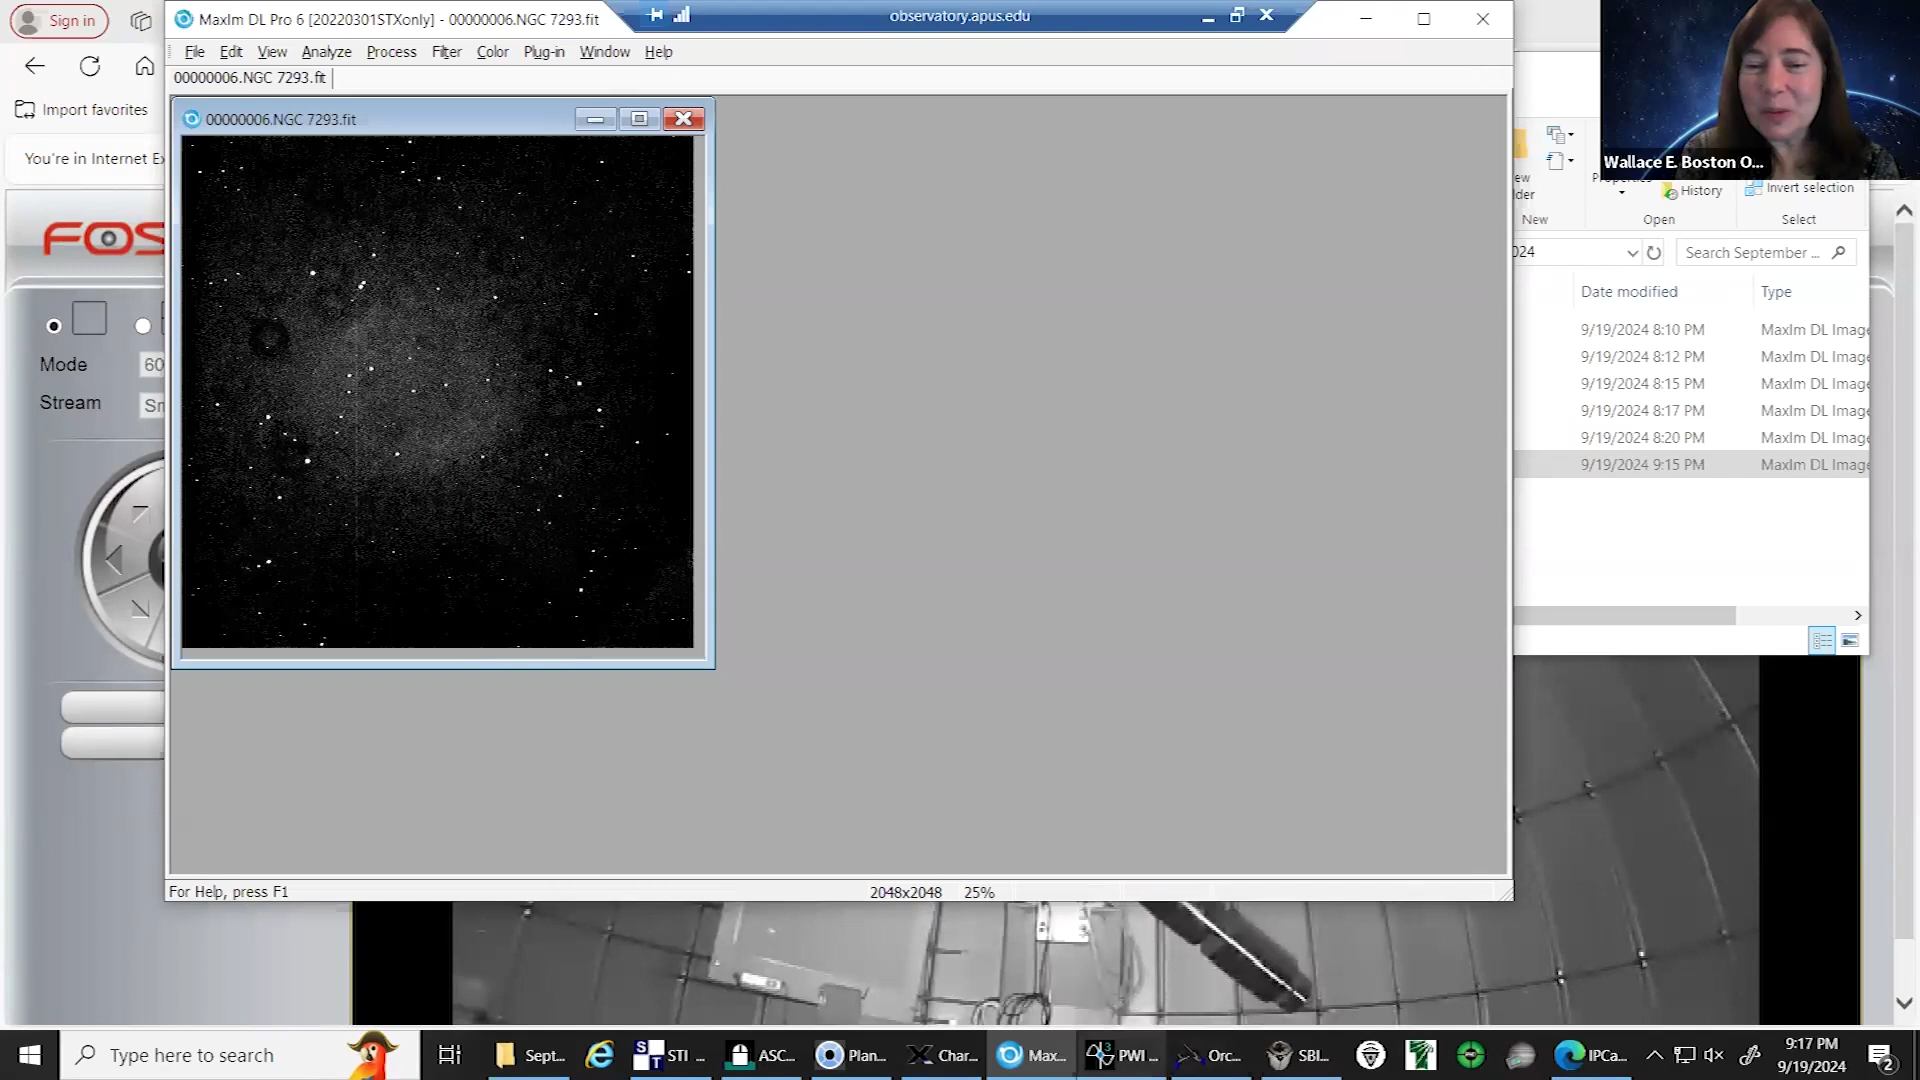 Sign in
MaxIm DL Pro 6 [20220301STXonly] - 00000006.NGC 7293.fit
observatory.apus.edu
File Edit View Analyze Process Filter Color Plug-in Window Help
00000006.NGC 7293.fit
Import favorites
00000006.NGC 7293.fit
You're in Internet Ex
Wallace E. Boston O...
History
Invert selection
New
Open
Select
FOS
024
Search September ...
Date modified
Type
9/19/2024 8:10 PM MaxIm DL Image
9/19/2024 8:12 PM MaxIm DL Image
9/19/2024 8:15 PM MaxIm DL Image
9/19/2024 8:17 PM MaxIm DL Image
9/19/2024 8:20 PM MaxIm DL Image
9/19/2024 9:15 PM MaxIm DL Image
Mode
60
Stream
Sm
For Help, press F1
2048x2048 25%
Type here to search
Sept...
STI ...
ASC...
Plan...
Char...
Max...
PWI ...
Orc...
SBI...
IPCa...
9:17 PM
9/19/2024
2